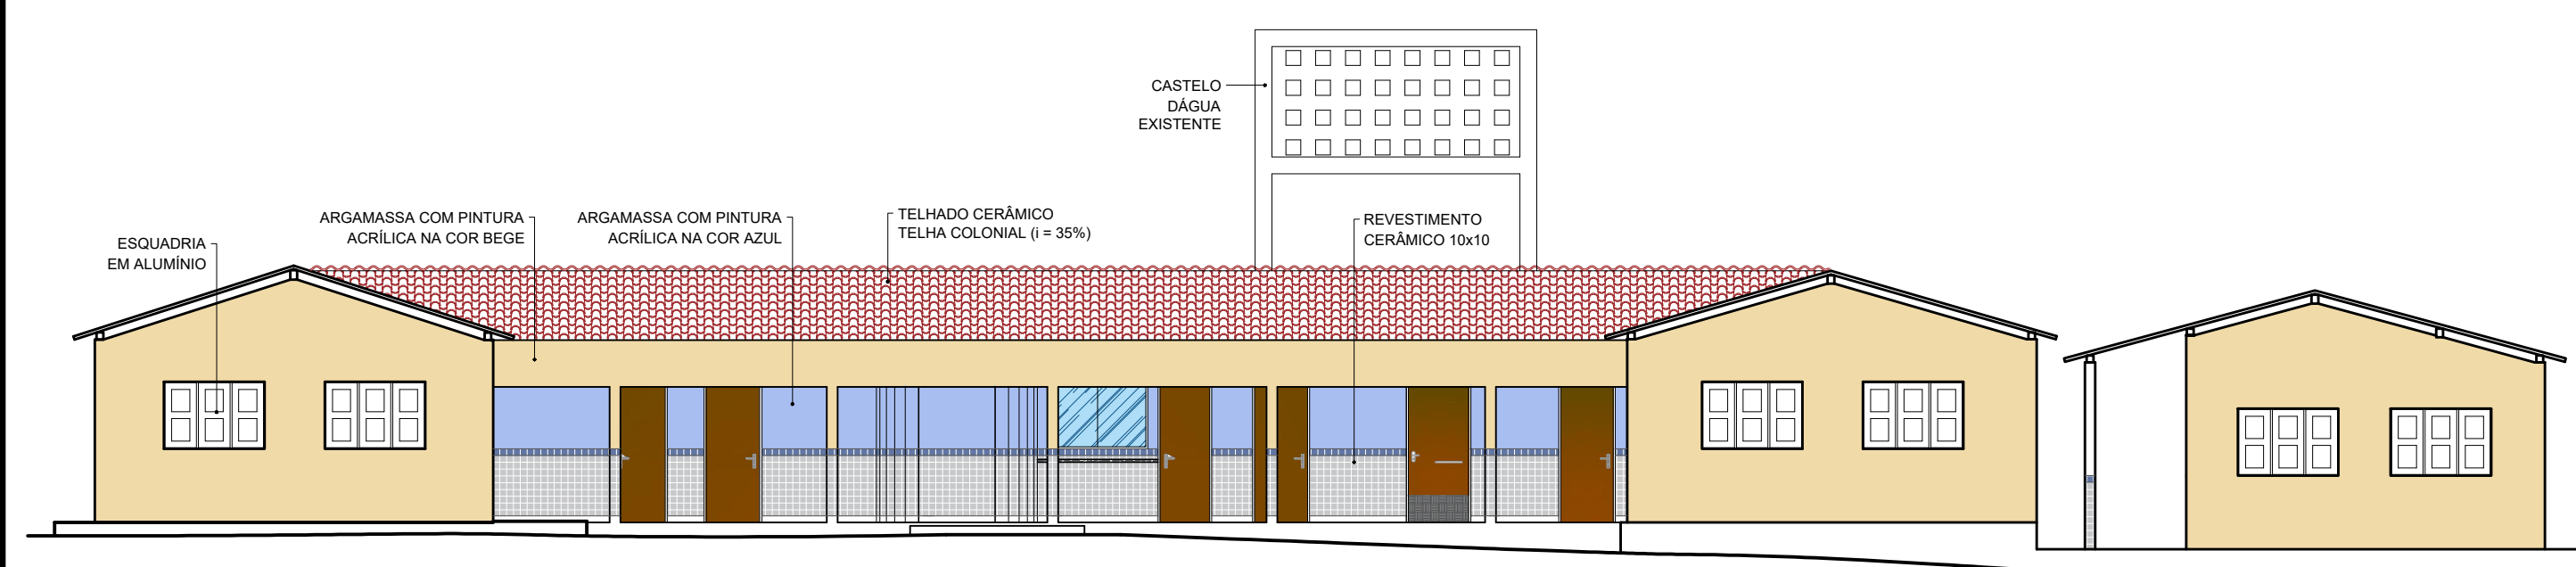 CASTELO
DÁGUA
EXISTENTE
ESQUADRIA
EM ALUMÍNIO
ARGAMASSA COM PINTURA
ACRÍLICA NA COR BEGE
ARGAMASSA COM PINTURA
ACRÍLICA NA COR AZUL
TELHADO CERÂMICO
TELHA COLONIAL (i = 35%)
REVESTIMENTO
CERÂMICO 10x10